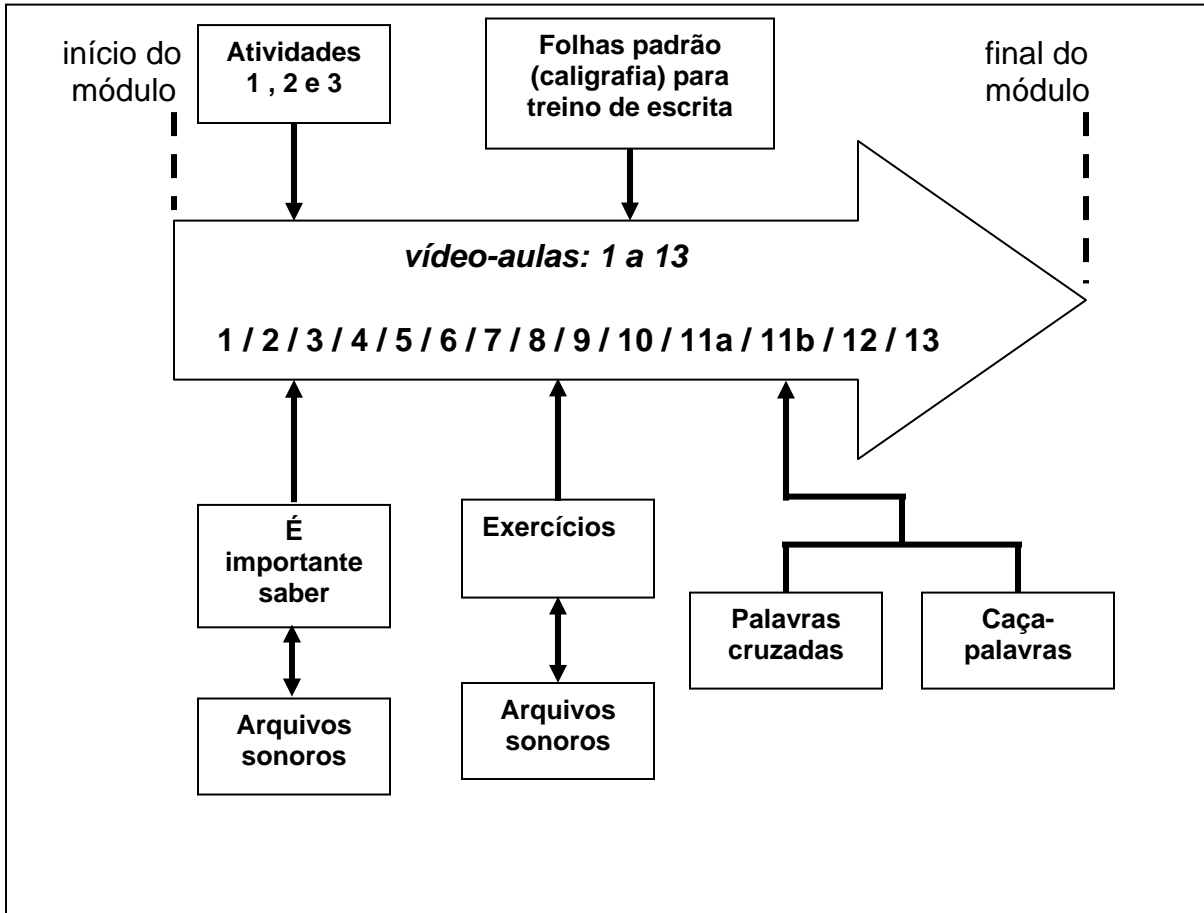 início do
módulo
Atividades
1 , 2 e 3
Folhas padrão
(caligrafia) para
treino de escrita
final do
módulo
vídeo-aulas: 1 a 13
1 / 2 / 3 / 4 / 5 / 6 / 7 / 8 / 9 / 10 / 11a / 11b / 12 / 13
É
importante
saber
Exercícios
Palavras
cruzadas
Caça-
palavras
Arquivos
sonoros
Arquivos
sonoros